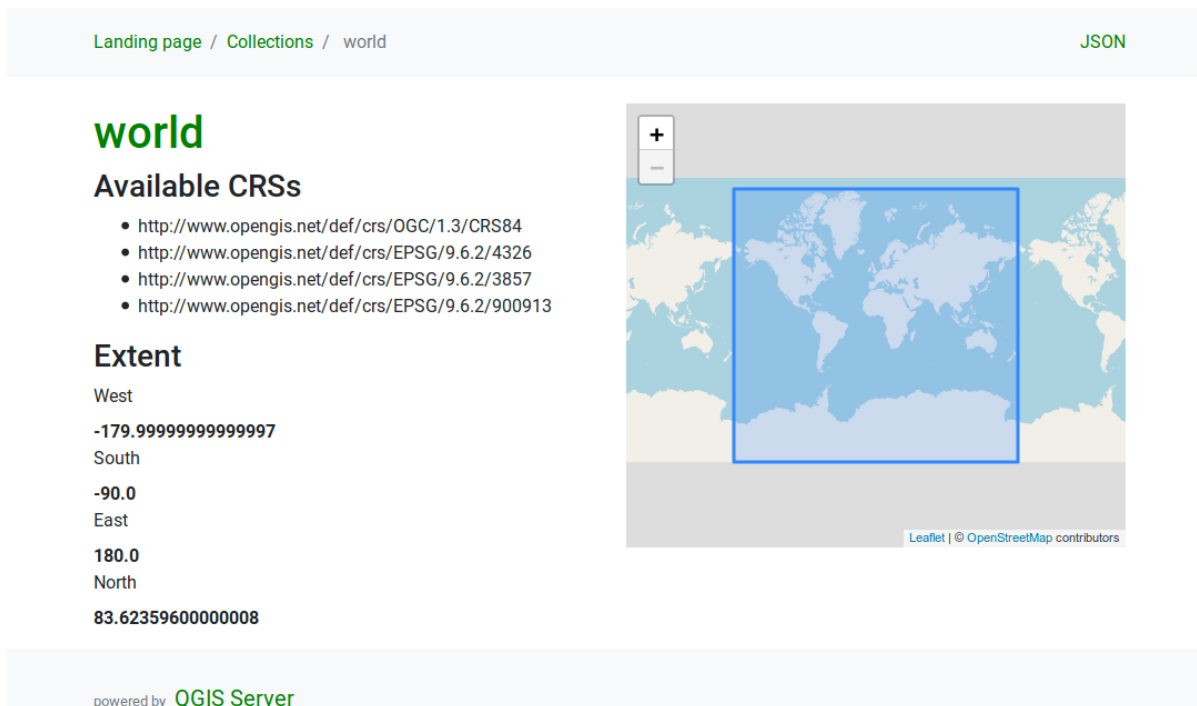 Landing page / Collections / world
JSON
world
Available CRSs
http://www.opengis.net/def/crs/OGC/1.3/CRS84
http://www.opengis.net/def/crs/EPSG/9.6.2/4326
http://www.opengis.net/def/crs/EPSG/9.6.2/3857
http://www.opengis.net/def/crs/EPSG/9.6.2/900913
Extent
West
-179.99999999999997
South
-90.0
East
180.0
North
83.62359600000008
+
−
Leaflet | © OpenStreetMap contributors
powered by QGIS Server